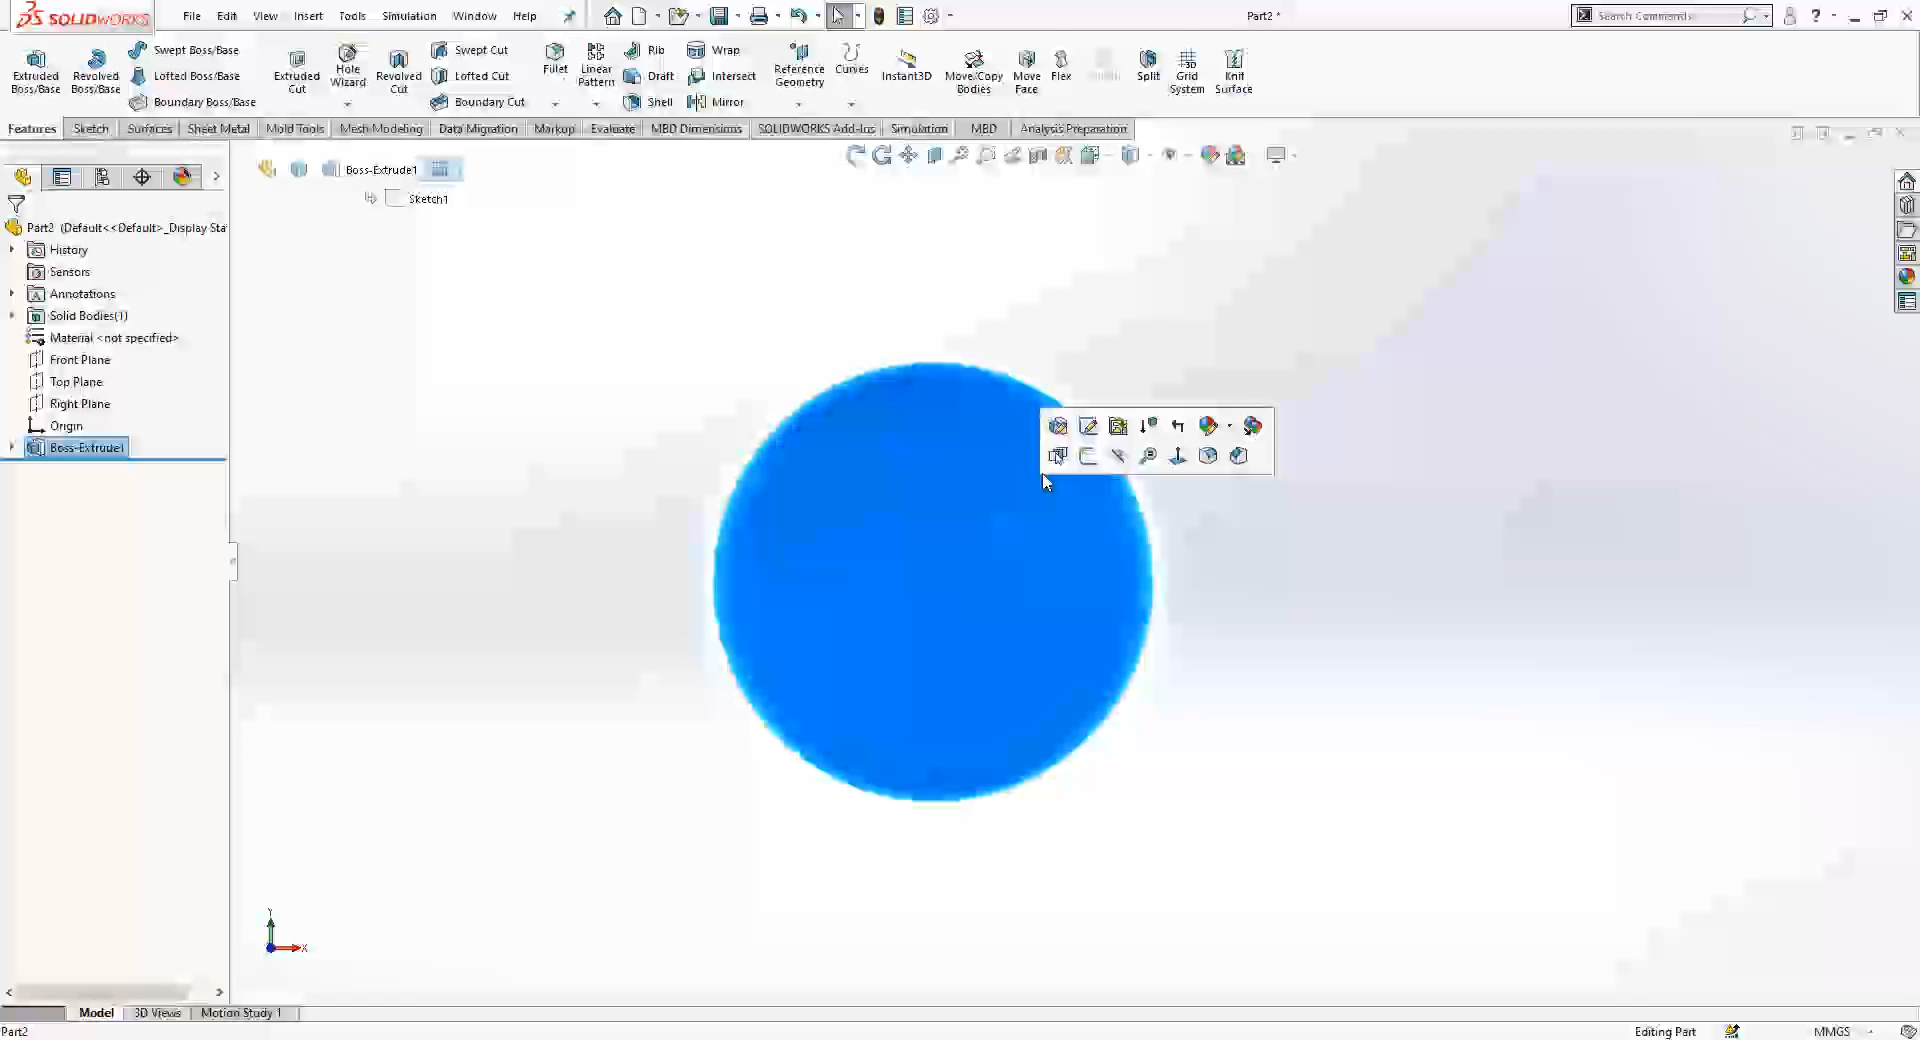 SOLIDWORKS File Edit View Insert Tools Simulation Window Help Part2 * Search Commands ?
Extruded Boss/Base
Revolved Boss/Base
Swept Boss/Base
Lofted Boss/Base
Boundary Boss/Base
Extruded Cut
Hole Wizard
Revolved Cut
Swept Cut
Lofted Cut
Boundary Cut
Fillet
Linear Pattern
Rib
Draft
Shell
Wrap
Intersect
Mirror
Reference Geometry
Curves
Instant3D
Move/Copy Bodies
Move Face
Flex
Split
Grid System
Knit Surface
Features Sketch Surfaces Sheet Metal Mold Tools Mesh Modeling Data Migration Markup Evaluate MBD Dimensions SOLIDWORKS Add-Ins Simulation MBD Analysis Preparation
Boss-Extrude1
Sketch1
Part2 (Default<<Default>_Display Sta
History
Sensors
Annotations
Solid Bodies(1)
Material <not specified>
Front Plane
Top Plane
Right Plane
Origin
Boss-Extrude1
Y
X
Model 3D Views Motion Study 1
Part2 Editing Part MMGS